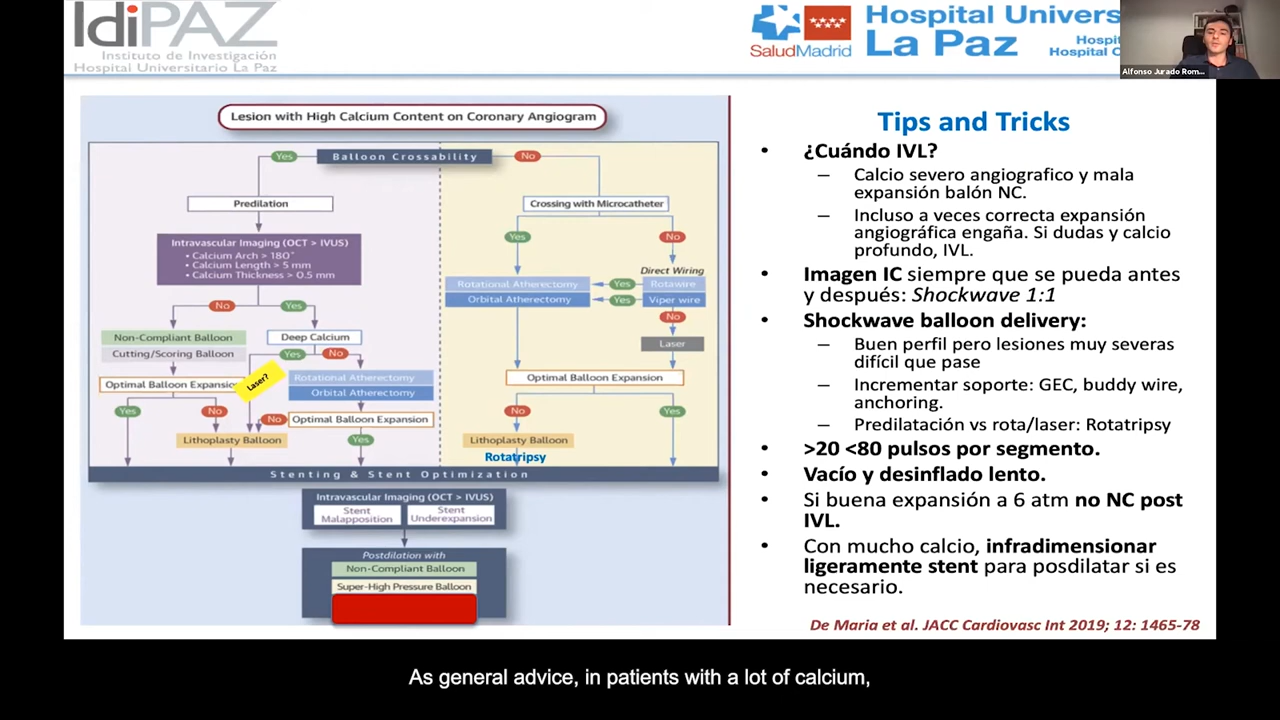 IdiPAZ
Instituto de Investigación
Hospital Universitario La Paz
SaludMadrid
Hospital Univers
La Paz
Hospi
Hospital C
Alfonso Jurado Rom...
Lesion with High Calcium Content on Coronary Angiogram
Yes
Balloon Crossability
No
Predilation
Crossing with Microcatheter
Intravascular Imaging (OCT > IVUS)
• Calcium Arch > 180°
• Calcium Length > 5 mm
• Calcium Thickness > 0.5 mm
Yes
No
Direct Wiring
Rotational Atherectomy
Yes
Rotawire
Orbital Atherectomy
Yes
Viper wire
No
Yes
No
Non-Compliant Balloon
Deep Calcium
Cutting/Scoring Balloon
Yes
No
Laser
Laser?
Optimal Balloon Expansio
Rotational Atherectomy
Orbital Atherectomy
Optimal Balloon Expansion
Yes
No
No
Optimal Balloon Expansion
No
Yes
Lithoplasty Balloon
Yes
Lithoplasty Balloon
Rotatripsy
Stenting & Stent Optimization
Intravascular Imaging (OCT > IVUS)
Stent
Malapposition
Stent
Underexpansion
Postdilation with
Non-Compliant Balloon
Super-High Pressure Balloon
Tips and Tricks
• ¿Cuándo IVL?
– Calcio severo angiografico y mala
expansión balón NC.
– Incluso a veces correcta expansión
angiográfica engaña. Si dudas y calcio
profundo, IVL.
• Imagen IC siempre que se pueda antes
y después: Shockwave 1:1
• Shockwave balloon delivery:
– Buen perfil pero lesiones muy severas
difícil que pase
– Incrementar soporte: GEC, buddy wire,
anchoring.
– Predilatación vs rota/laser: Rotatripsy
• >20 <80 pulsos por segmento.
• Vacío y desinflado lento.
• Si buena expansión a 6 atm no NC post
IVL.
• Con mucho calcio, infradimensionar
ligeramente stent para posdilatar si es
necesario.
De Maria et al. JACC Cardiovasc Int 2019; 12: 1465-78
As general advice, in patients with a lot of calcium,